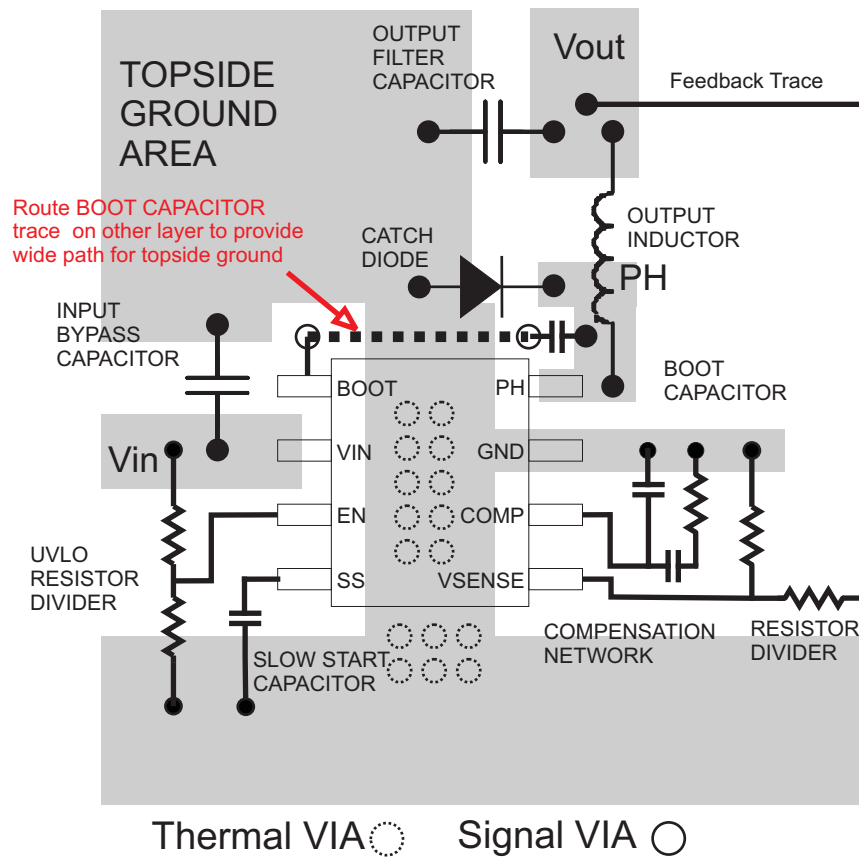 TOPSIDE
GROUND
AREA
OUTPUT
FILTER
CAPACITOR
Vout
Feedback Trace
Route BOOT CAPACITOR
trace on other layer to provide
wide path for topside ground
CATCH
DIODE
OUTPUT
INDUCTOR
PH
INPUT
BYPASS
CAPACITOR
BOOT
CAPACITOR
BOOT
PH
Vin
VIN
GND
EN
COMP
UVLO
RESISTOR
DIVIDER
SS
VSENSE
SLOW START
CAPACITOR
COMPENSATION
NETWORK
RESISTOR
DIVIDER
Thermal VIA
Signal VIA